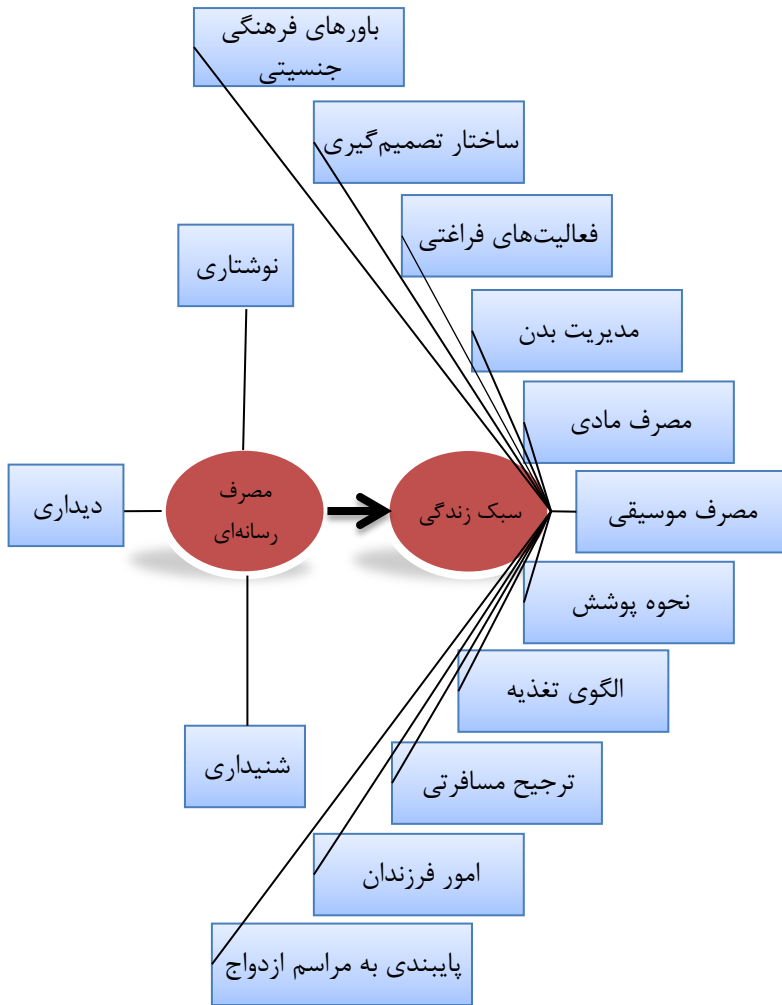 باورهای فرهنگی
جنسیتی
ساختار تصمیم‌گیری
فعالیت‌های فراغتی
نوشتاری
مدیریت بدن
مصرف مادی
مصرف
رسانه‌ای
سبک زندگی
دیداری
مصرف موسیقی
نحوه پوشش
الگوی تغذیه
شنیداری
ترجیح مسافرتی
امور فرزندان
پایبندی به مراسم ازدواج